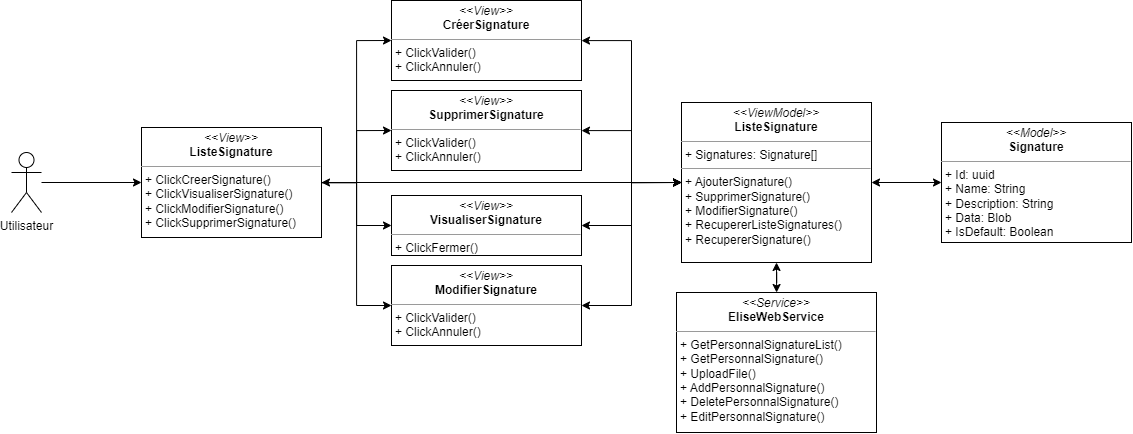 Utilisateur
<<View>>
ListeSignature
+ ClickCreerSignature()
+ ClickVisualiserSignature()
+ ClickModifierSignature()
+ ClickSupprimerSignature()
<<View>>
CréerSignature
+ ClickValider()
+ ClickAnnuler()
<<View>>
SupprimerSignature
+ ClickValider()
+ ClickAnnuler()
<<View>>
VisualiserSignature
+ ClickFermer()
<<View>>
ModifierSignature
+ ClickValider()
+ ClickAnnuler()
<<ViewModel>>
ListeSignature
+ Signatures: Signature[]
+ AjouterSignature()
+ SupprimerSignature()
+ ModifierSignature()
+ RecupererListeSignatures()
+ RecupererSignature()
<<Service>>
EliseWebService
+ GetPersonnalSignatureList()
+ GetPersonnalSignature()
+ UploadFile()
+ AddPersonnalSignature()
+ DeletePersonnalSignature()
+ EditPersonnalSignature()
<<Model>>
Signature
+ Id: uuid
+ Name: String
+ Description: String
+ Data: Blob
+ IsDefault: Boolean